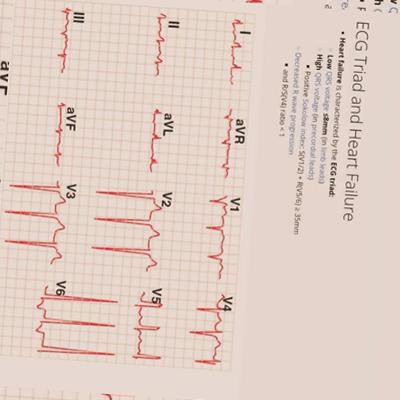 ECG Triad and Heart Failure
• Heart failure is characterized by the ECG triad:
○ Low QRS voltage ≤8mm (in limb leads)
○ High QRS voltage (in precordial leads)
▪ Positive Sokolow index: S(V1/2) + R(V5/6) ≥ 35mm
○ Decreased R wave progression
▪ and R/S(V4) ratio < 1
I aVR V1 V4
II aVL V2 V5
III aVF V3 V6